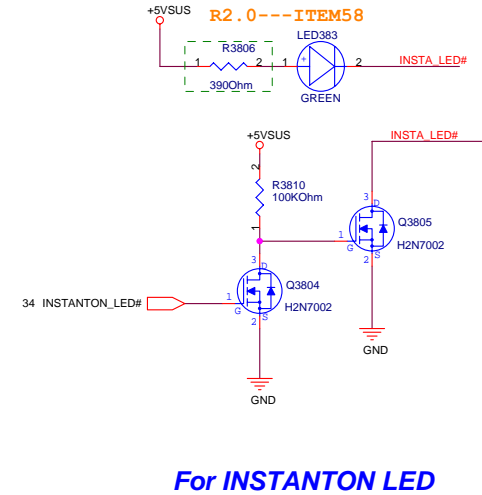 +5VSUS
R2.0---ITEM58
LED383
R3806
1 2 1 + 2
INSTA_LED#
390Ohm
GREEN
+5VSUS
INSTA_LED#
2
R3810
100KOhm
1
3
D
Q3805
1
G
S
2
H2N7002
3
D
Q3804
34 INSTANTON_LED#
1
G
S
2
H2N7002
GND
GND
For INSTANTON LED